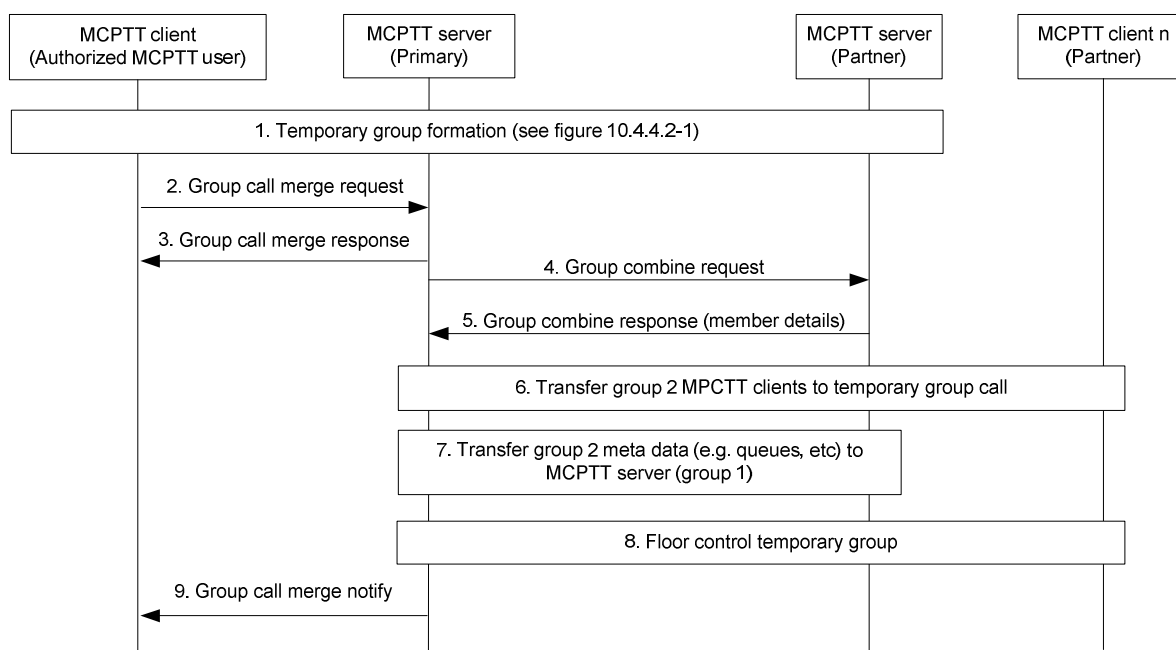 MCPTT client
(Authorized MCPTT user)
MCPTT server
(Primary)
MCPTT server
(Partner)
MCPTT client n
(Partner)
1. Temporary group formation (see figure 10.4.4.2-1)
2. Group call merge request
3. Group call merge response
4. Group combine request
5. Group combine response (member details)
6. Transfer group 2 MPCTT clients to temporary group call
7. Transfer group 2 meta data (e.g. queues, etc) to
MCPTT server (group 1)
8. Floor control temporary group
9. Group call merge notify